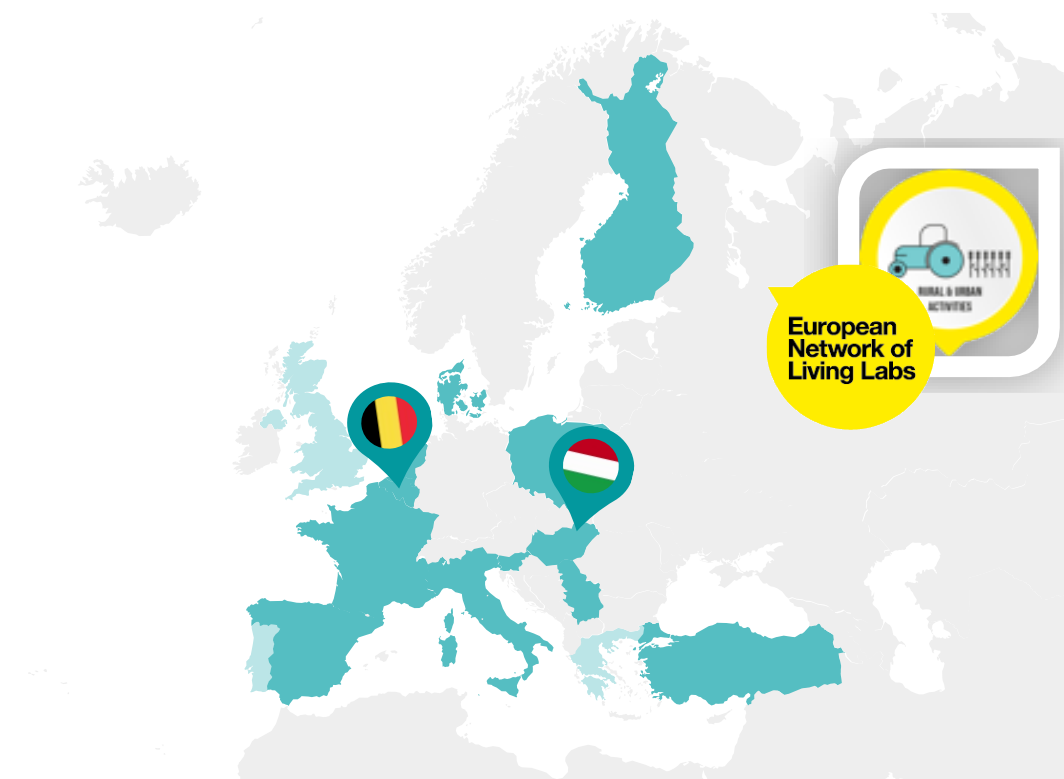 RURAL & URBAN
ACTIVITIES
European
Network of
Living Labs